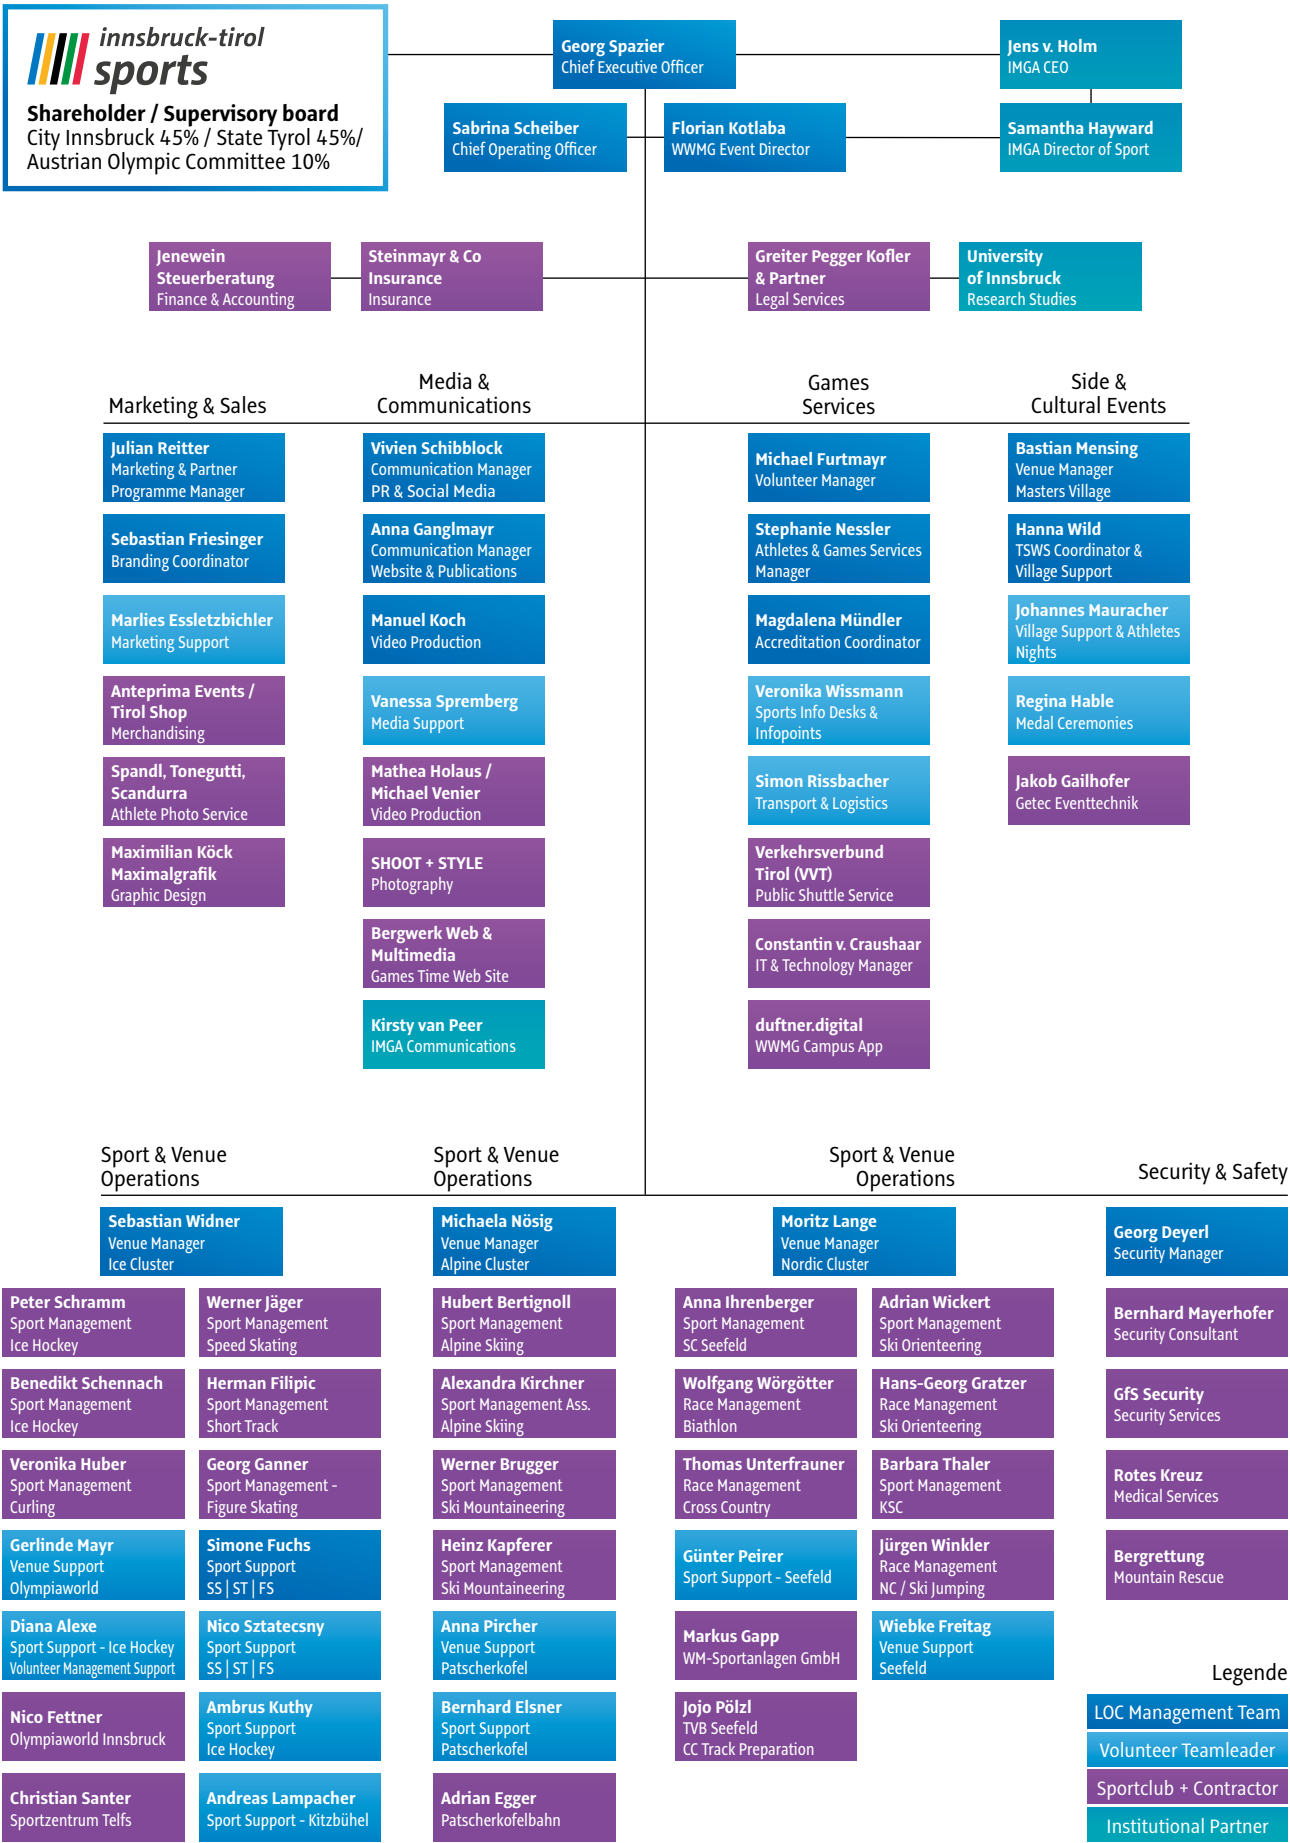 innsbruck-tirol
sports
Shareholder / Supervisory board
City Innsbruck 45% / State Tyrol 45%/
Austrian Olympic Committee 10%
Georg Spazier
Chief Executive Officer
Jens v. Holm
IMGA CEO
Sabrina Scheiber
Chief Operating Officer
Florian Kotlaba
WWMG Event Director
Samantha Hayward
IMGA Director of Sport
Jenewein
Steuerberatung
Finance & Accounting
Steinmayr & Co
Insurance
Insurance
Greiter Pegger Kofler
& Partner
Legal Services
University
of Innsbruck
Research Studies
Marketing & Sales
Julian Reitter
Marketing & Partner
Programme Manager
Sebastian Friesinger
Branding Coordinator
Marlies Essletzbichler
Marketing Support
Anteprima Events /
Tirol Shop
Merchandising
Spandl, Tonegutti,
Scandurra
Athlete Photo Service
Maximilian Köck
Maximalgrafik
Graphic Design
Media &
Communications
Vivien Schibblock
Communication Manager
PR & Social Media
Anna Ganglmayr
Communication Manager
Website & Publications
Manuel Koch
Video Production
Vanessa Spremberg
Media Support
Mathea Holaus /
Michael Venier
Video Production
SHOOT + STYLE
Photography
Bergwerk Web &
Multimedia
Games Time Web Site
Kirsty van Peer
IMGA Communications
Games
Services
Michael Furtmayr
Volunteer Manager
Stephanie Nessler
Athletes & Games Services
Manager
Magdalena Mündler
Accreditation Coordinator
Veronika Wissmann
Sports Info Desks &
Infopoints
Simon Rissbacher
Transport & Logistics
Verkehrsverbund
Tirol (VVT)
Public Shuttle Service
Constantin v. Craushaar
IT & Technology Manager
duftner.digital
WWMG Campus App
Side &
Cultural Events
Bastian Mensing
Venue Manager
Masters Village
Hanna Wild
TSWS Coordinator &
Village Support
Johannes Mauracher
Village Support & Athletes
Nights
Regina Hable
Medal Ceremonies
Jakob Gailhofer
Getec Eventtechnik
Sport & Venue
Operations
Sebastian Widner
Venue Manager
Ice Cluster
Peter Schramm
Sport Management
Ice Hockey
Benedikt Schennach
Sport Management
Ice Hockey
Veronika Huber
Sport Management
Curling
Gerlinde Mayr
Venue Support
Olympiaworld
Diana Alexe
Sport Support - Ice Hockey
Volunteer Management Support
Nico Fettner
Olympiaworld Innsbruck
Christian Santer
Sportzentrum Telfs
Werner Jäger
Sport Management
Speed Skating
Herman Filipic
Sport Management
Short Track
Georg Ganner
Sport Management -
Figure Skating
Simone Fuchs
Sport Support
SS | ST | FS
Nico Sztatecsny
Sport Support
SS | ST | FS
Ambrus Kuthy
Sport Support
Ice Hockey
Andreas Lampacher
Sport Support - Kitzbühel
Sport & Venue
Operations
Michaela Nösig
Venue Manager
Alpine Cluster
Hubert Bertignoll
Sport Management
Alpine Skiing
Alexandra Kirchner
Sport Management Ass.
Alpine Skiing
Werner Brugger
Sport Management
Ski Mountaineering
Heinz Kapferer
Sport Management
Ski Mountaineering
Anna Pircher
Venue Support
Patscherkofel
Bernhard Elsner
Sport Support
Patscherkofel
Adrian Egger
Patscherkofelbahn
Sport & Venue
Operations
Moritz Lange
Venue Manager
Nordic Cluster
Anna Ihrenberger
Sport Management
SC Seefeld
Wolfgang Wörgötter
Race Management
Biathlon
Thomas Unterfrauner
Race Management
Cross Country
Günter Peirer
Sport Support - Seefeld
Markus Gapp
WM-Sportanlagen GmbH
Jojo Pölzl
TVB Seefeld
CC Track Preparation
Adrian Wickert
Sport Management
Ski Orienteering
Hans-Georg Gratzer
Race Management
Ski Orienteering
Barbara Thaler
Sport Management
KSC
Jürgen Winkler
Race Management
NC / Ski Jumping
Wiebke Freitag
Venue Support
Seefeld
Security & Safety
Georg Deyerl
Security Manager
Bernhard Mayerhofer
Security Consultant
GfS Security
Security Services
Rotes Kreuz
Medical Services
Bergrettung
Mountain Rescue
Legende
LOC Management Team
Volunteer Teamleader
Sportclub + Contractor
Institutional Partner